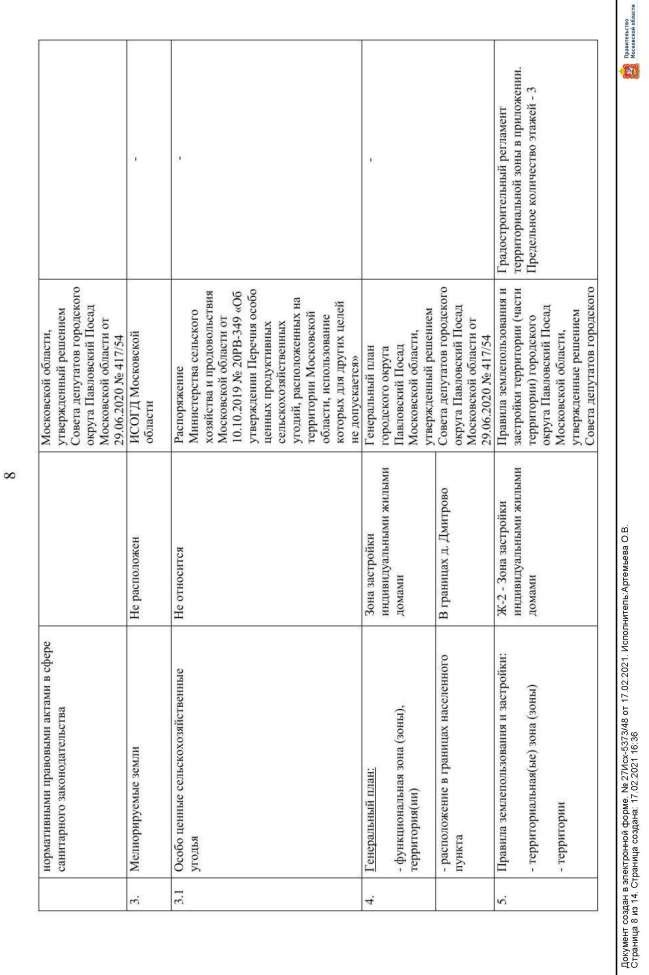 8
нормативными правовыми актами в сфере
санитарного законодательства
Московской области,
утвержденный решением
Совета депутатов городского
округа Павловский Посад
Московской области от
29.06.2020 № 417/54
3.
Мелиорируемые земли
Не расположен
ИСОГД Московской
области
-
3.1
Особо ценные сельскохозяйственные
угодья
Не относится
Распоряжение
Министерства сельского
хозяйства и продовольствия
Московской области от
10.10.2019 № 20РВ-349 «Об
утверждении Перечня особо
ценных продуктивных
сельскохозяйственных
угодий, расположенных на
территории Московской
области, использование
которых для других целей
не допускается»
-
4.
Генеральный план:
- функциональная зона (зоны),
территория(ии)
Зона застройки
индивидуальными жилыми
домами
Генеральный план
городского округа
Павловский Посад
Московской области,
утвержденный решением
Совета депутатов городского
округа Павловский Посад
Московской области от
29.06.2020 № 417/54
-
- расположение в границах населенного
пункта
В границах д. Дмитрово
5.
Правила землепользования и застройки:
- территориальная(ые) зона (зоны)
- территории
Ж-2 - Зона застройки
индивидуальными жилыми
домами
Правила землепользования и
застройки территории (части
территории) городского
округа Павловский Посад
Московской области,
утвержденные решением
Совета депутатов городского
Градостроительный регламент
территориальной зоны в приложении.
Предельное количество этажей - 3
Документ создан в электронной форме. № 27Исх-5373/48 от 17.02.2021. Исполнитель:Артемьева О.В.
Страница 8 из 14. Страница создана: 17.02.2021 16:36
Правительство
Московской области